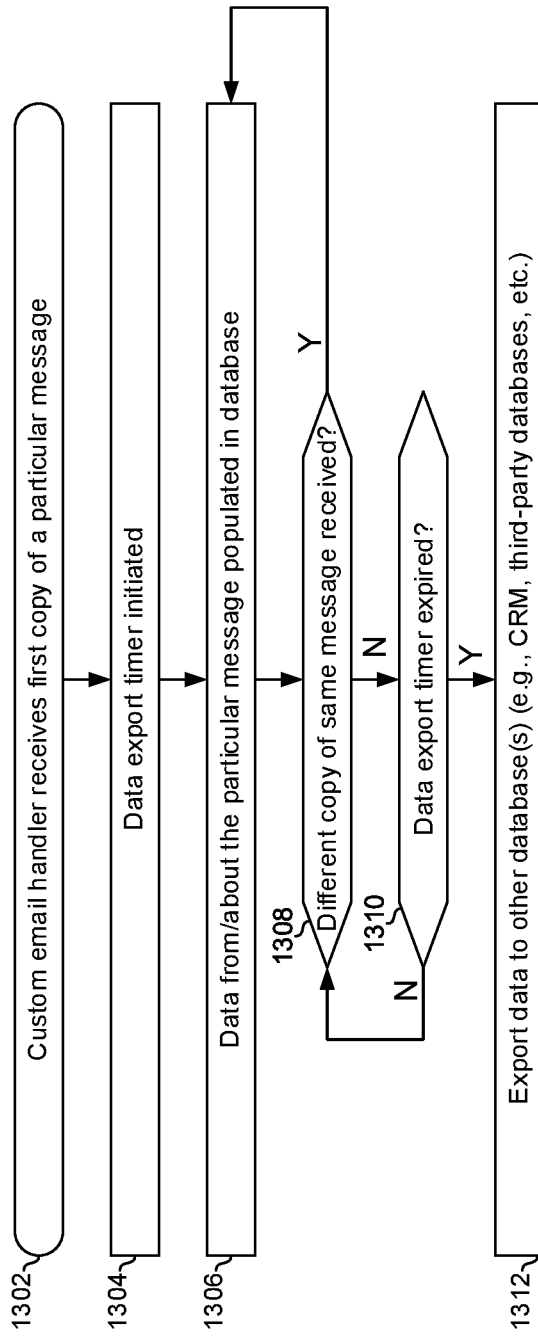 1302
Custom email handler receives first copy of a particular message
1304
Data export timer initiated
1306
Data from/about the particular message populated in database
1308
Different copy of same message received?
Y
N
1310
Data export timer expired?
N
Y
1312
Export data to other database(s) (e.g., CRM, third-party databases, etc.)